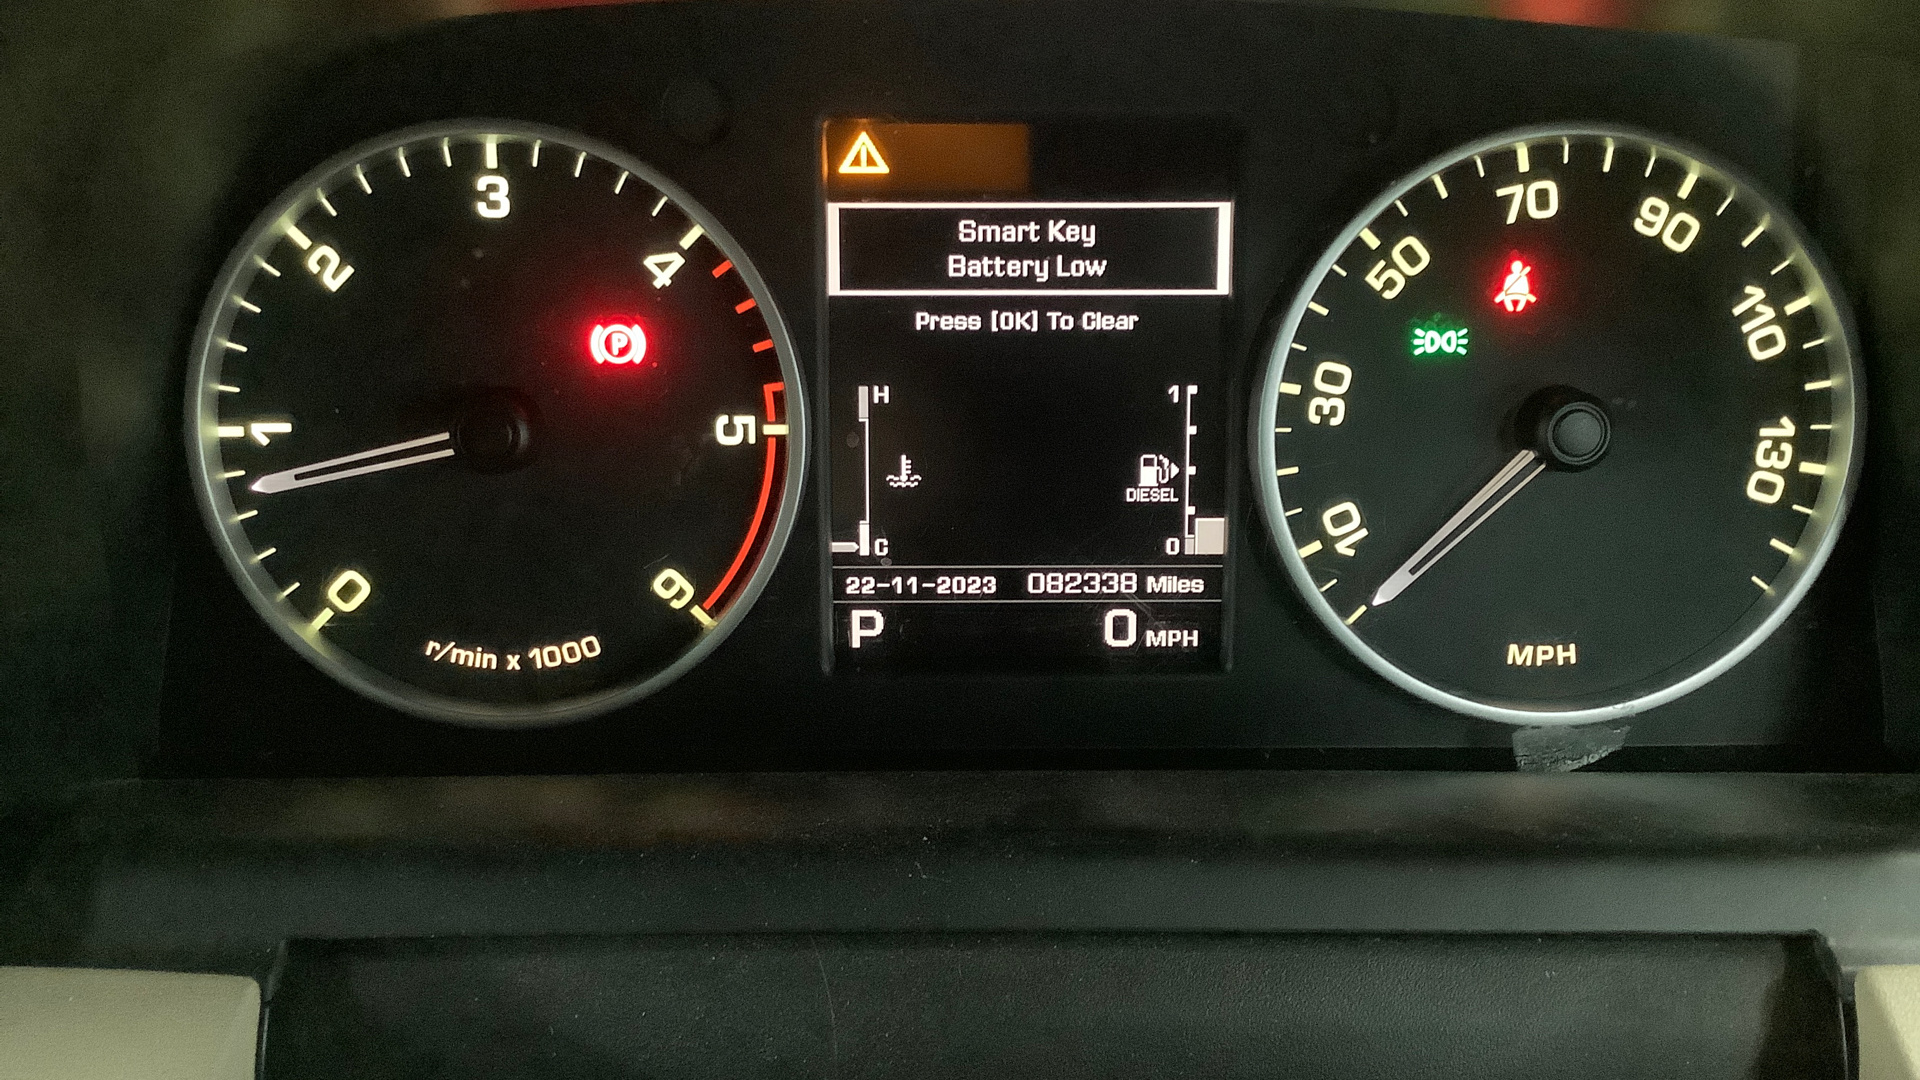 0
1
2
3
4
5
6
r/min x 1000
P
Smart Key
Battery Low
Press [OK] To Clear
H
C
1
0
DIESEL
22-11-2023 082338 Miles
P 0 MPH
10
30
50
70
90
110
130
MPH